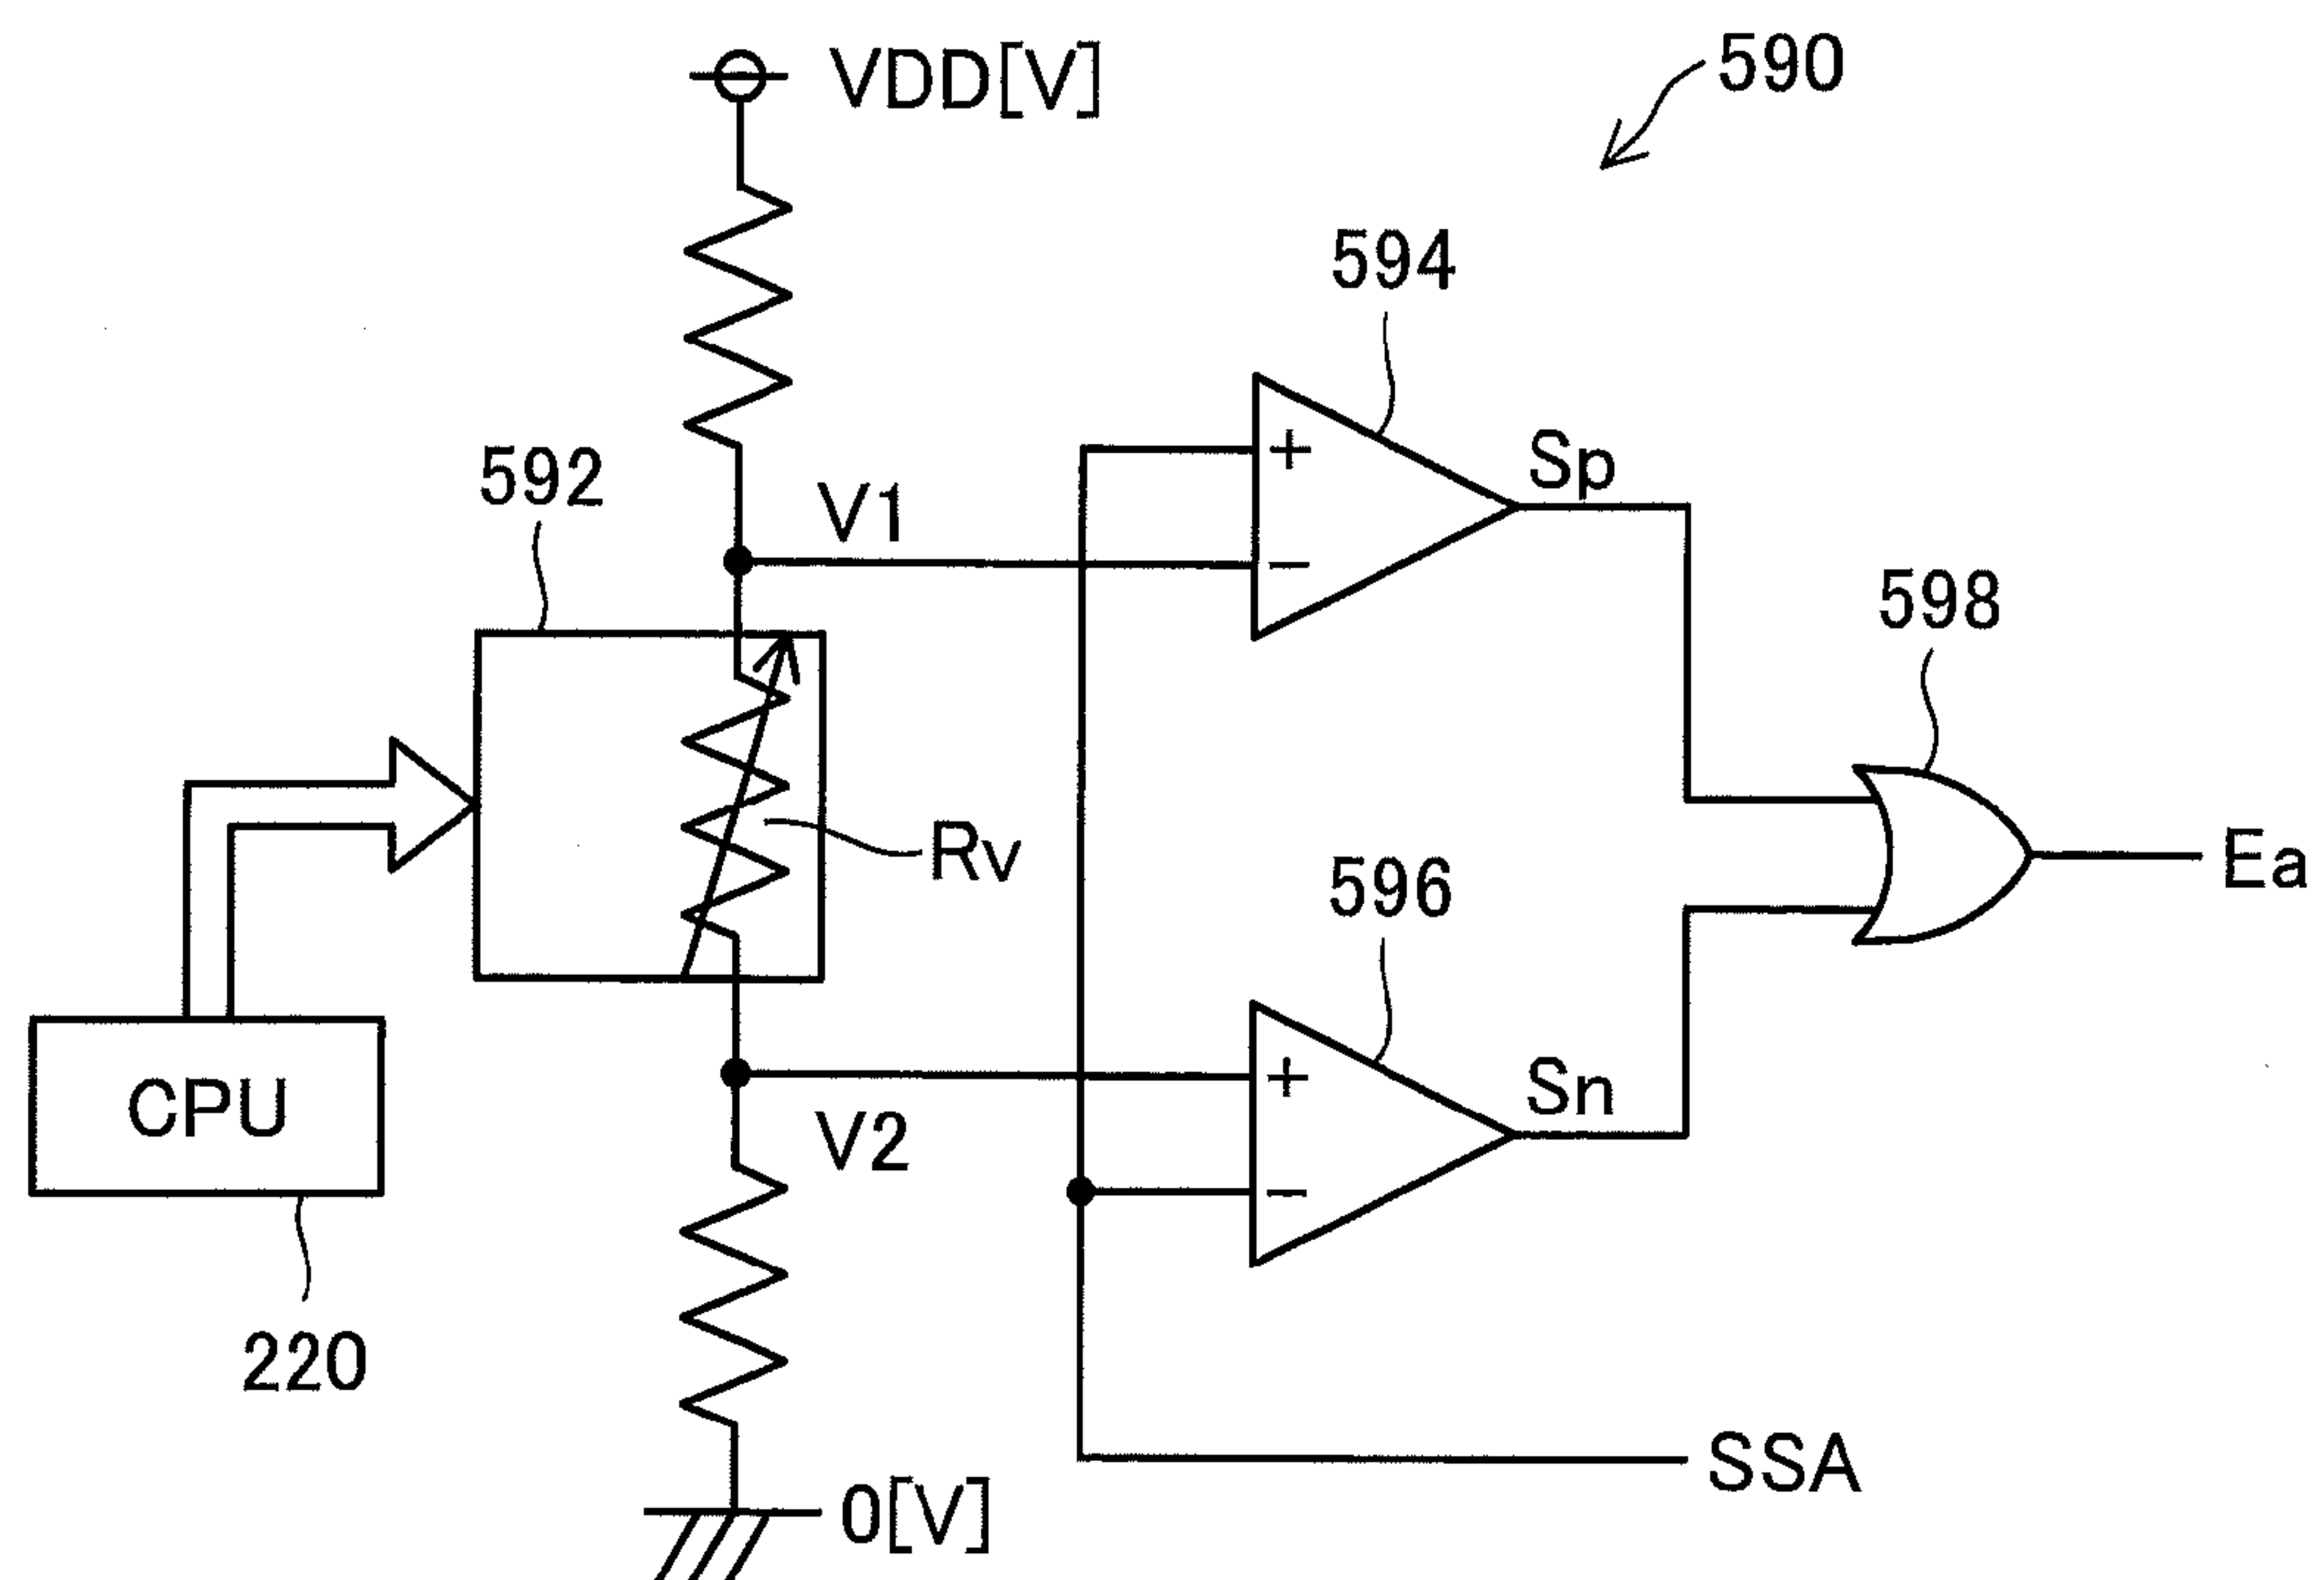 VDD[V]
590
594
Sp
592
V1
+
−
598
Rv
Ea
596
CPU
+
Sn
V2
−
220
SSA
0[V]